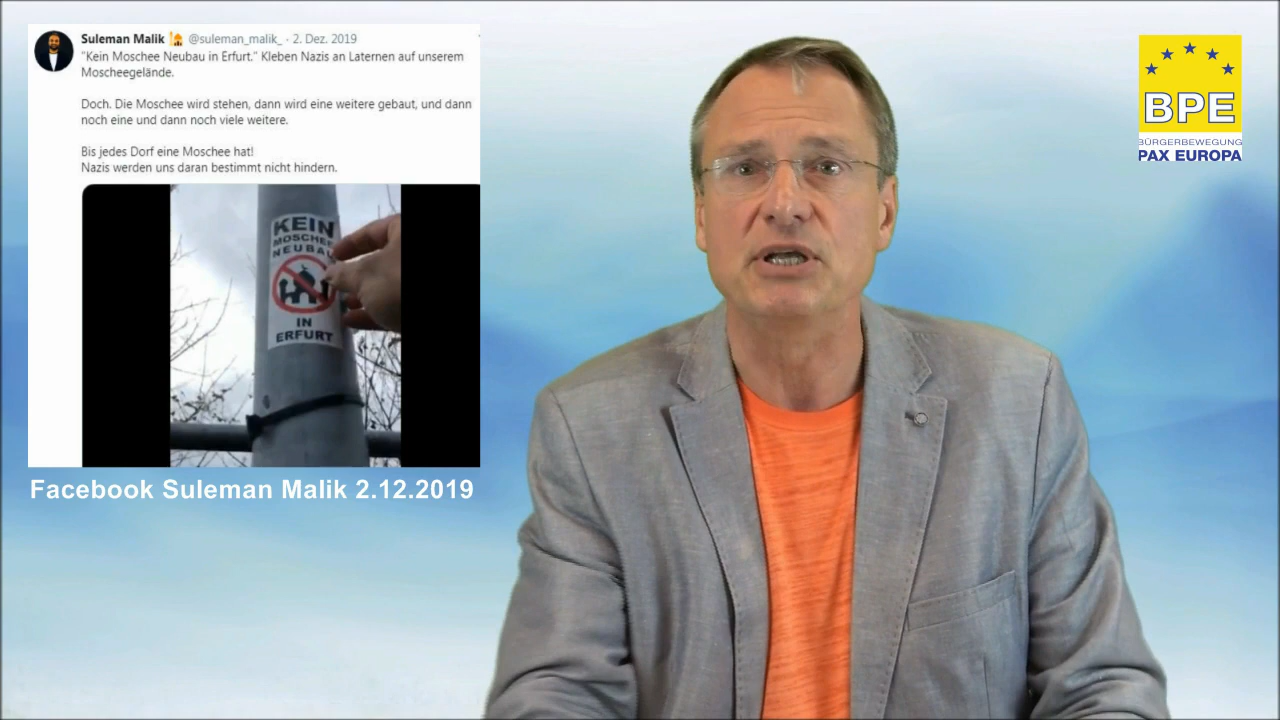 Suleman Malik @suleman_malik_ · 2. Dez. 2019
"Kein Moschee Neubau in Erfurt." Kleben Nazis an Laternen auf unserem
Moscheegelände.
Doch. Die Moschee wird stehen, dann wird eine weitere gebaut, und dann
noch eine und dann noch viele weitere.
Bis jedes Dorf eine Moschee hat!
Nazis werden uns daran bestimmt nicht hindern.
KEIN
MOSCHEE
NEUBAU
IN
ERFURT
Facebook Suleman Malik 2.12.2019
BPE
BÜRGERBEWEGUNG
PAX EUROPA